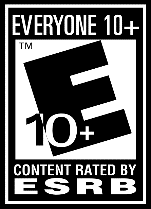 EVERYONE 10+
TM
E
10+
CONTENT RATED BY
ESRB